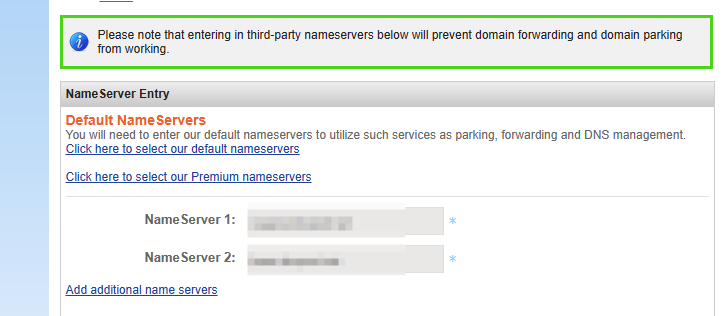 Please note that entering in third-party nameservers below will prevent domain forwarding and domain parking
from working.
NameServer Entry
Default NameServers
You will need to enter our default nameservers to utilize such services as parking, forwarding and DNS management.
Click here to select our default nameservers
Click here to select our Premium nameservers
NameServer 1: *
NameServer 2: *
Add additional name servers